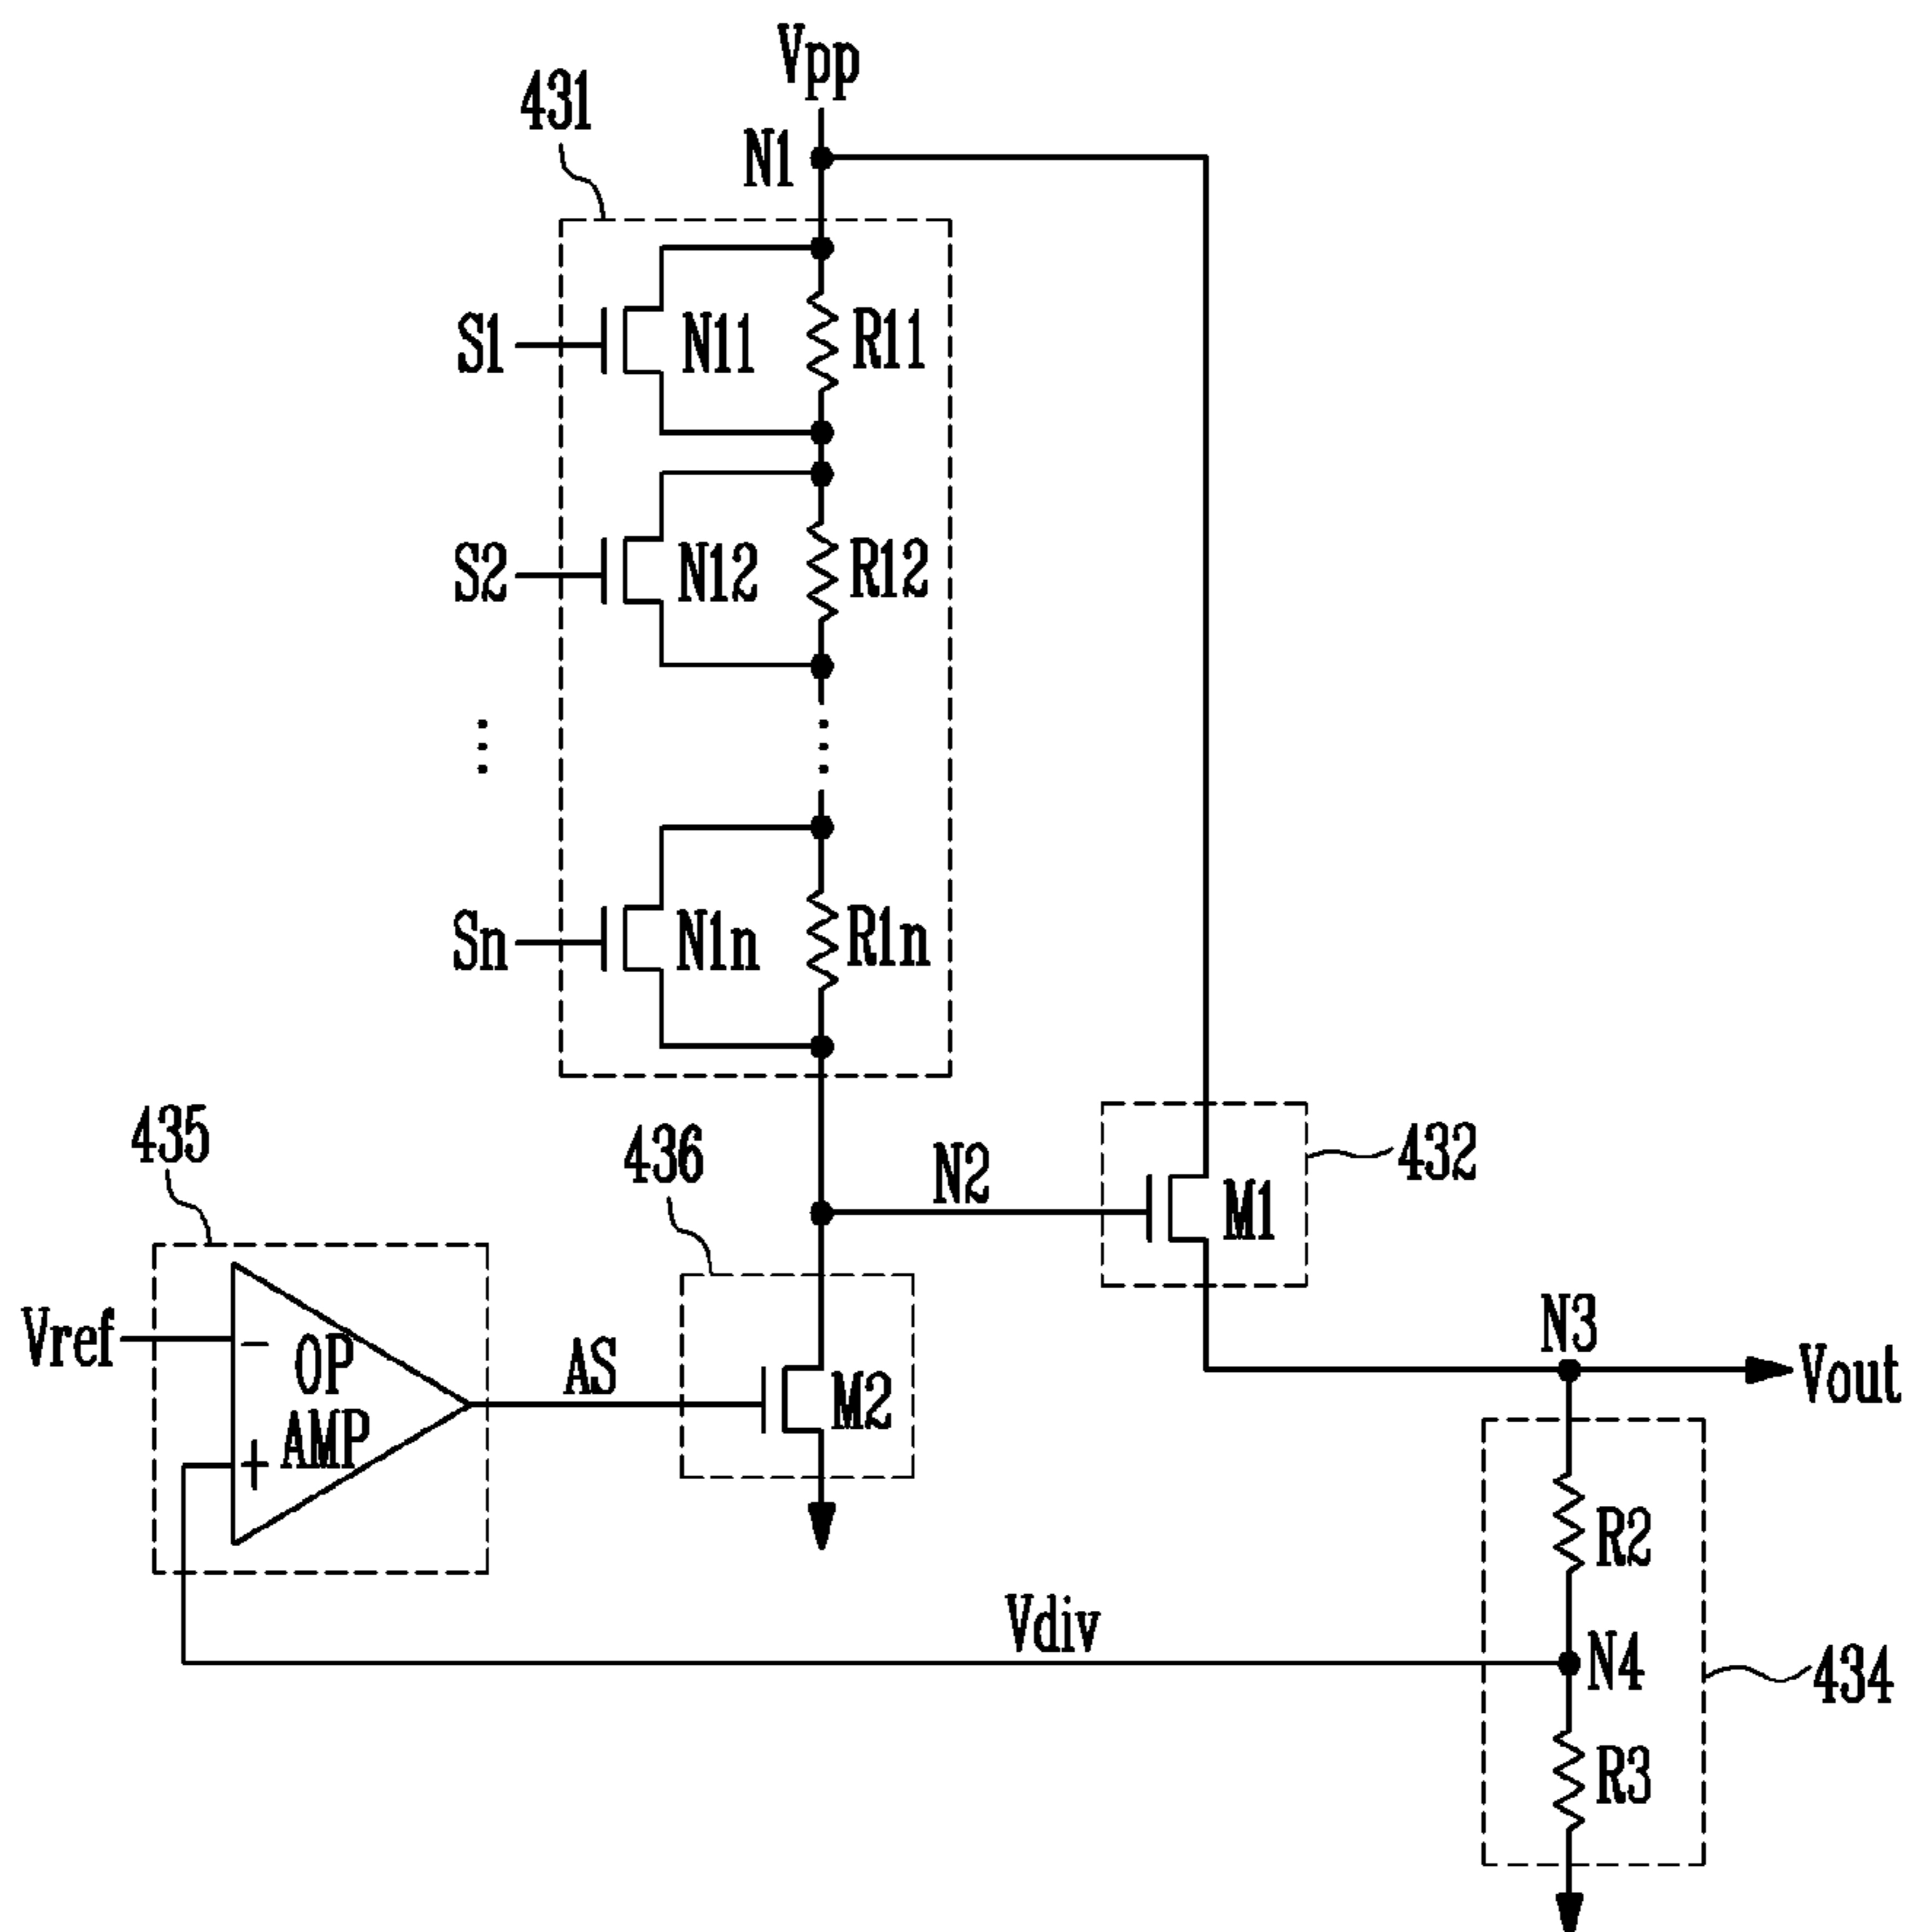 Vpp
431
N1
S1
N11
R11
S2
N12
R12
Sn
N1n
R1n
435
436
N2
432
M1
Vref
−
OP
AMP
+
AS
M2
N3
Vout
R2
Vdiv
N4
434
R3